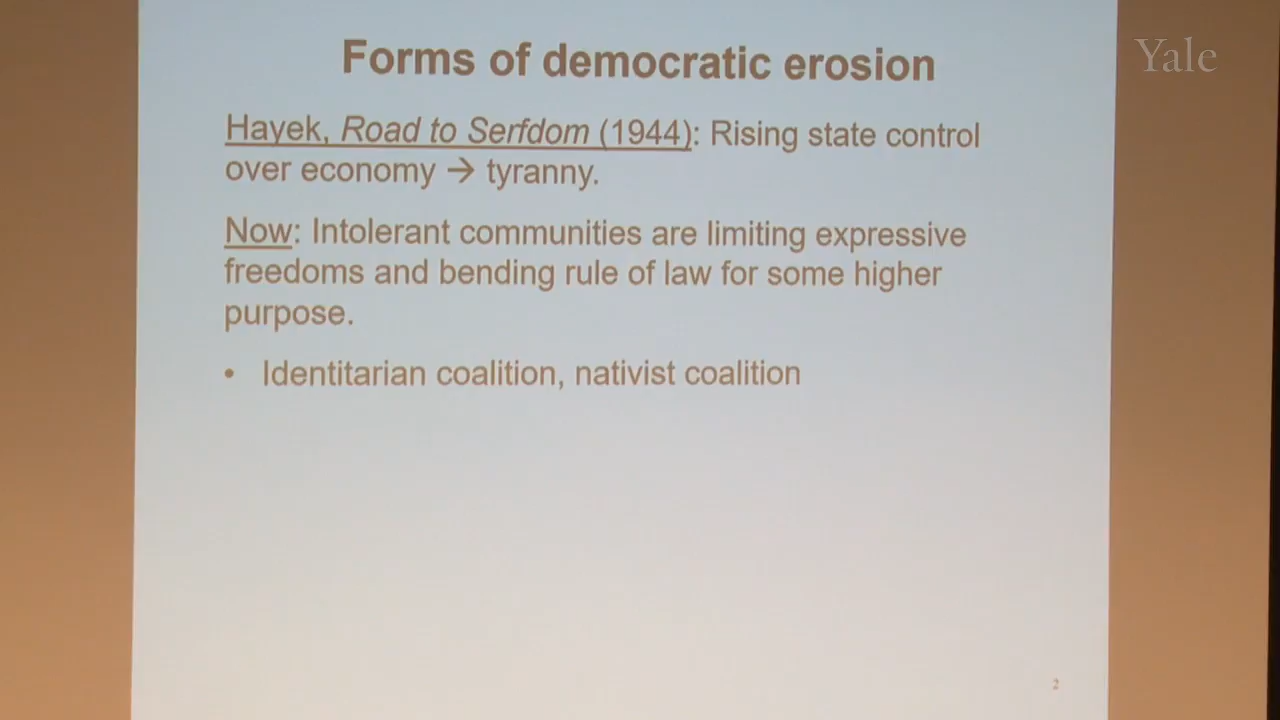 Yale
Forms of democratic erosion
Hayek, Road to Serfdom (1944): Rising state control
over economy → tyranny.
Now: Intolerant communities are limiting expressive
freedoms and bending rule of law for some higher
purpose.
• Identitarian coalition, nativist coalition
2